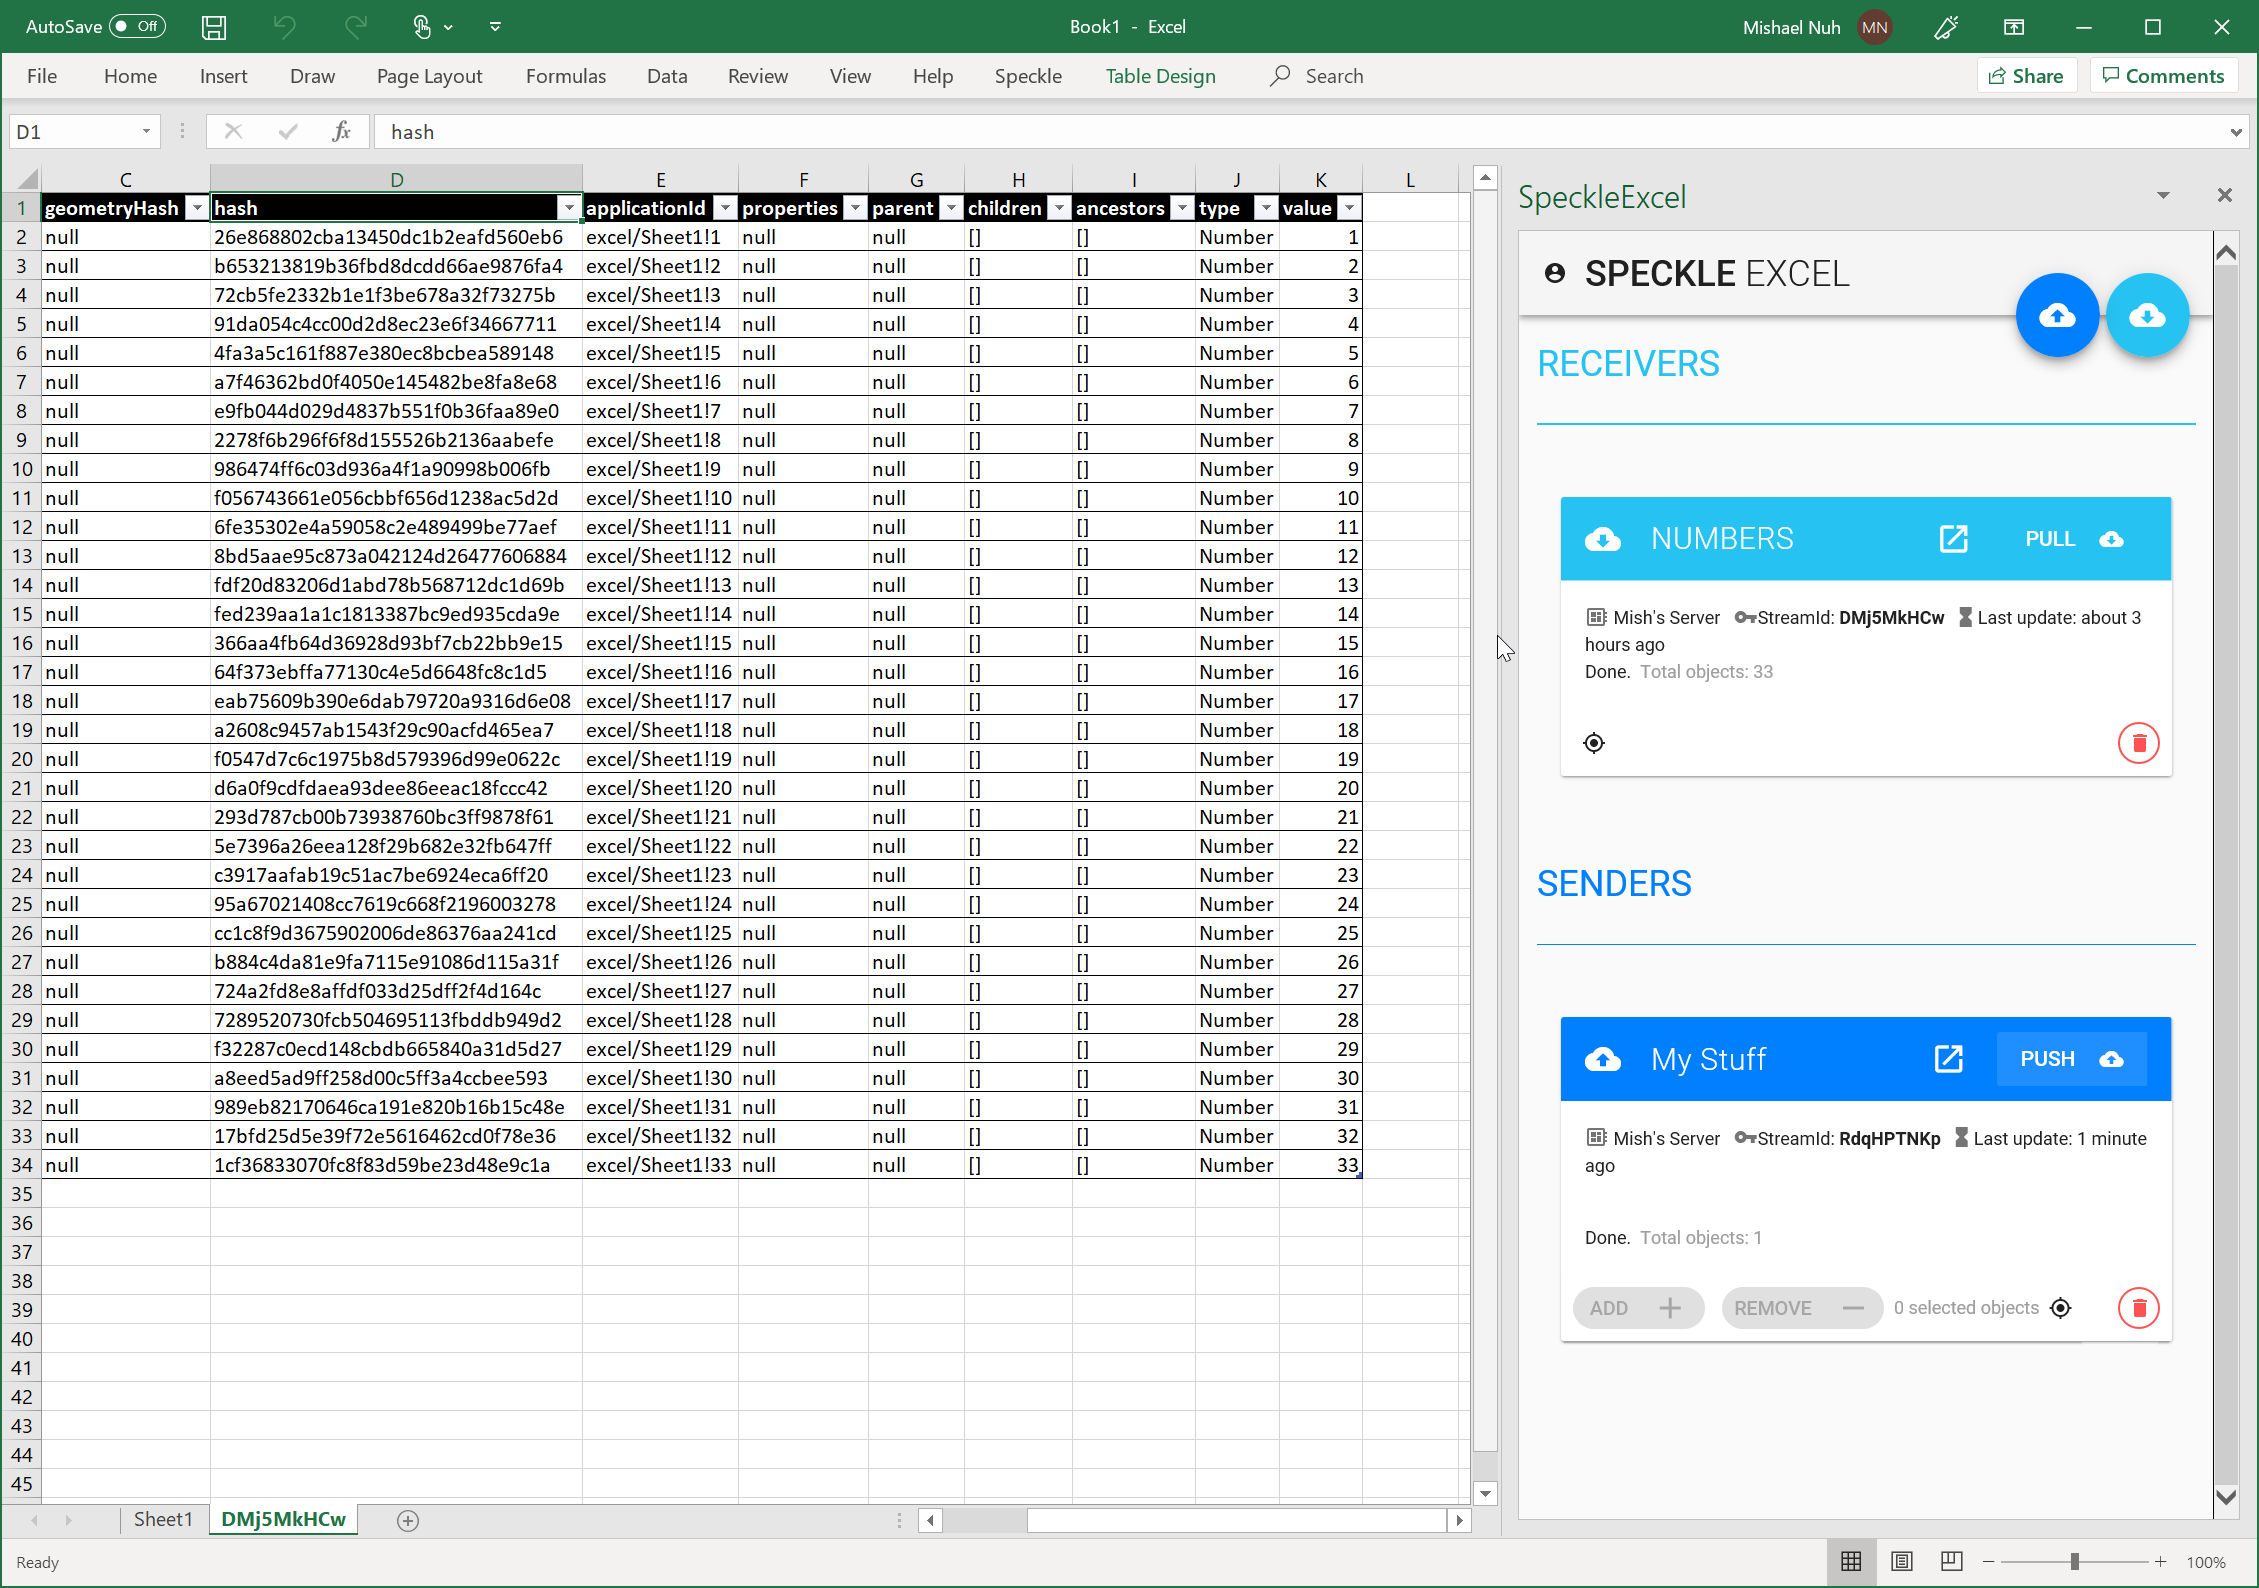 AutoSave Off Book1 - Excel Mishael Nuh MN
File Home Insert Draw Page Layout Formulas Data Review View Help Speckle Table Design Search Share Comments
D1 fx hash
C D E F G H I J K L
1 geometryHash hash applicationId properties parent children ancestors type value
2 null 26e868802cba13450dc1b2eafd560eb6 excel/Sheet1!1 null null [] [] Number 1
3 null b653213819b36fbd8dcdd66ae9876fa4 excel/Sheet1!2 null null [] [] Number 2
4 null 72cb5fe2332b1e1f3be678a32f73275b excel/Sheet1!3 null null [] [] Number 3
5 null 91da054c4cc00d2d8ec23e6f34667711 excel/Sheet1!4 null null [] [] Number 4
6 null 4fa3a5c161f887e380ec8bcbea589148 excel/Sheet1!5 null null [] [] Number 5
7 null a7f46362bd0f4050e145482be8fa8e68 excel/Sheet1!6 null null [] [] Number 6
8 null e9fb044d029d4837b551f0b36faa89e0 excel/Sheet1!7 null null [] [] Number 7
9 null 2278f6b296f6f8d155526b2136aabefe excel/Sheet1!8 null null [] [] Number 8
10 null 986474ff6c03d936a4f1a90998b006fb excel/Sheet1!9 null null [] [] Number 9
11 null f056743661e056cbbf656d1238ac5d2d excel/Sheet1!10 null null [] [] Number 10
12 null 6fe35302e4a59058c2e489499be77aef excel/Sheet1!11 null null [] [] Number 11
13 null 8bd5aae95c873a042124d26477606884 excel/Sheet1!12 null null [] [] Number 12
14 null fdf20d83206d1abd78b568712dc1d69b excel/Sheet1!13 null null [] [] Number 13
15 null fed239aa1a1c1813387bc9ed935cda9e excel/Sheet1!14 null null [] [] Number 14
16 null 366aa4fb64d36928d93bf7cb22bb9e15 excel/Sheet1!15 null null [] [] Number 15
17 null 64f373ebffa77130c4e5d6648fc8c1d5 excel/Sheet1!16 null null [] [] Number 16
18 null eab75609b390e6dab79720a9316d6e08 excel/Sheet1!17 null null [] [] Number 17
19 null a2608c9457ab1543f29c90acfd465ea7 excel/Sheet1!18 null null [] [] Number 18
20 null f0547d7c6c1975b8d579396d99e0622c excel/Sheet1!19 null null [] [] Number 19
21 null d6a0f9cdfdaea93dee86eeac18fccc42 excel/Sheet1!20 null null [] [] Number 20
22 null 293d787cb00b73938760bc3ff9878f61 excel/Sheet1!21 null null [] [] Number 21
23 null 5e7396a26eea128f29b682e32fb647ff excel/Sheet1!22 null null [] [] Number 22
24 null c3917aafab19c51ac7be6924eca6ff20 excel/Sheet1!23 null null [] [] Number 23
25 null 95a67021408cc7619c668f2196003278 excel/Sheet1!24 null null [] [] Number 24
26 null cc1c8f9d3675902006de86376aa241cd excel/Sheet1!25 null null [] [] Number 25
27 null b884c4da81e9fa7115e91086d115a31f excel/Sheet1!26 null null [] [] Number 26
28 null 724a2fd8e8affdf033d25dff2f4d164c excel/Sheet1!27 null null [] [] Number 27
29 null 7289520730fcb504695113fbddb949d2 excel/Sheet1!28 null null [] [] Number 28
30 null f32287c0ecd148cbdb665840a31d5d27 excel/Sheet1!29 null null [] [] Number 29
31 null a8eed5ad9ff258d00c5ff3a4ccbee593 excel/Sheet1!30 null null [] [] Number 30
32 null 989eb82170646ca191e820b16b15c48e excel/Sheet1!31 null null [] [] Number 31
33 null 17bfd25d5e39f72e5616462cd0f78e36 excel/Sheet1!32 null null [] [] Number 32
34 null 1cf36833070fc8f83d59be23d48e9c1a excel/Sheet1!33 null null [] [] Number 33
35
36
37
38
39
40
41
42
43
44
45
Sheet1 DMj5MkHCw
Ready 100%
SpeckleExcel
SPECKLE EXCEL
RECEIVERS
NUMBERS PULL
Mish's Server StreamId: DMj5MkHCw Last update: about 3
hours ago
Done. Total objects: 33
SENDERS
My Stuff PUSH
Mish's Server StreamId: RdqHPTNKp Last update: 1 minute
ago
Done. Total objects: 1
ADD REMOVE 0 selected objects